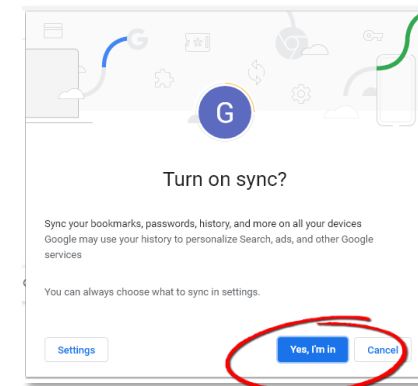 G
G
Turn on sync?
Sync your bookmarks, passwords, history, and more on all your devices
Google may use your history to personalize Search, ads, and other Google
services
You can always choose what to sync in settings.
Settings Yes, I'm in Cancel